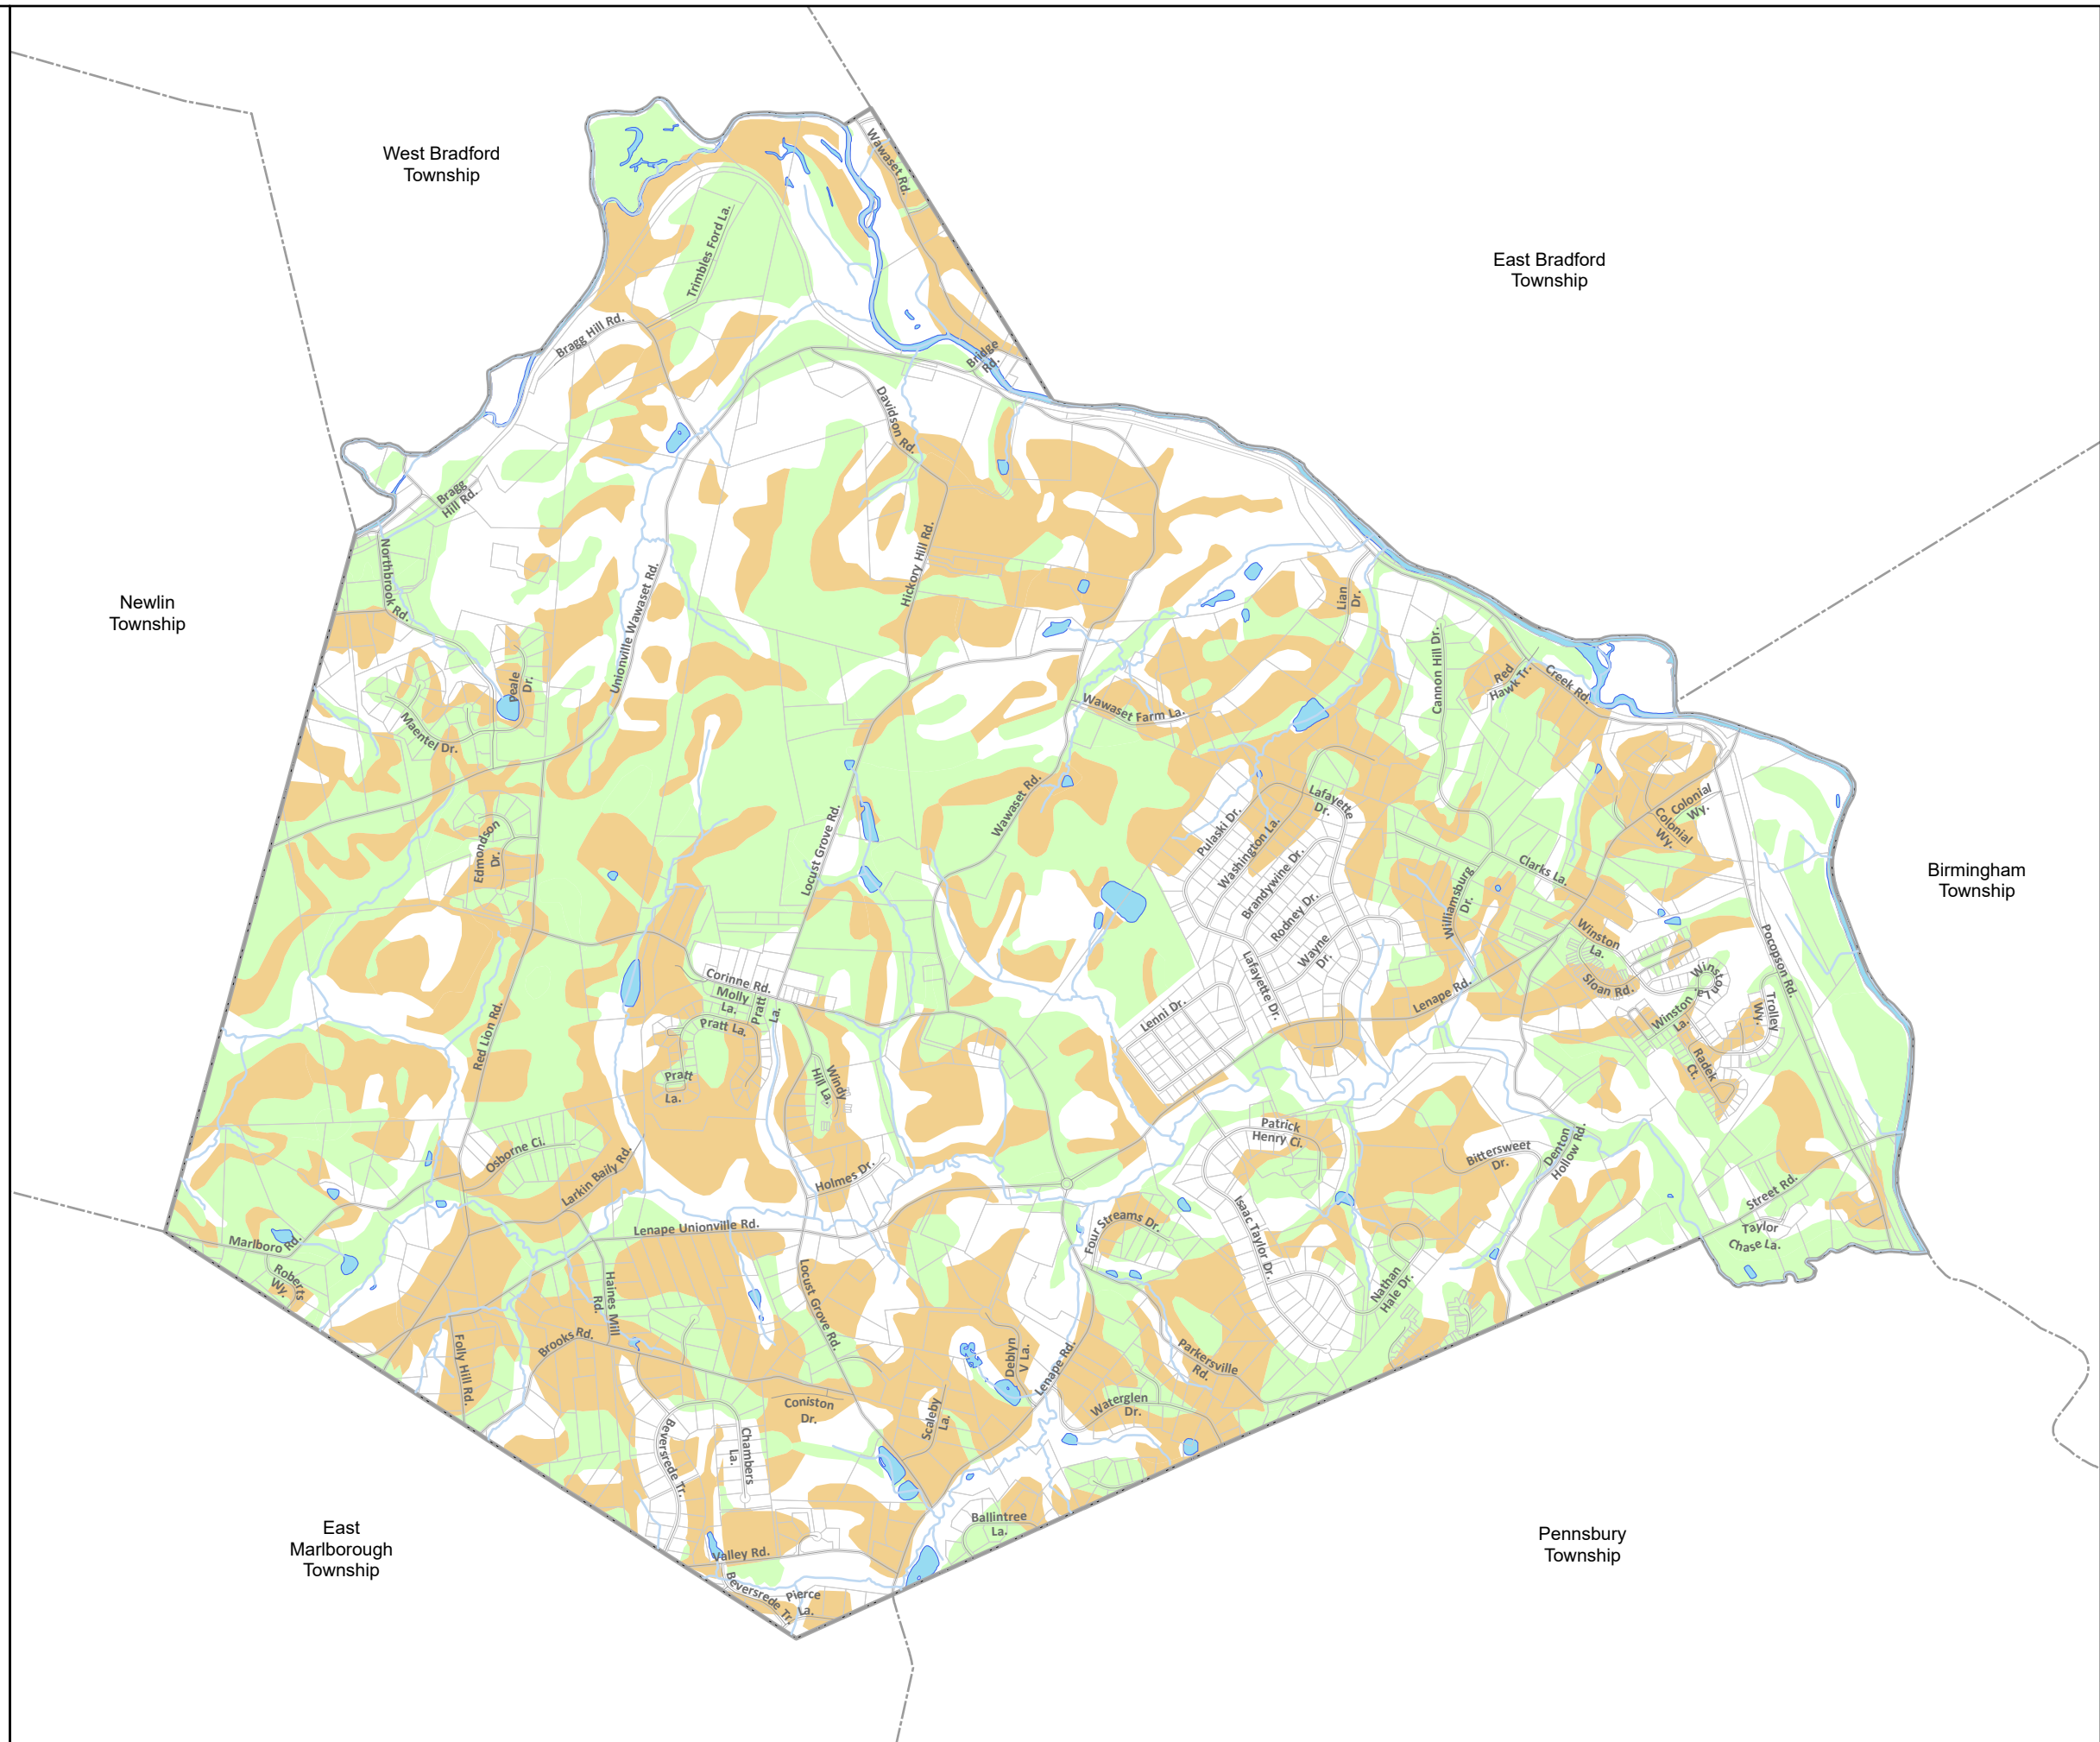 West Bradford
Township
East Bradford
Township
Newlin
Township
Birmingham
Township
East
Marlborough
Township
Pennsbury
Township
Wawaset Rd.
Trimbles Ford La.
Bragg Hill Rd.
Bridge
Rd.
Davidson Rd.
Bragg
Hill Rd.
Northbrook Rd.
Hickory Hill Rd.
Unionville Wawaset Rd.
Lian
Dr.
Cannon Hill Dr.
Red
Hawk Tr.
Creek Rd.
Peale
Dr.
Maentel Dr.
Wawaset Farm La.
Wawaset Rd.
Lafayette
Dr.
Pulaski Dr.
Washington La.
Brandywine Dr.
Rodney Dr.
Wayne
Dr.
Lafayette Dr.
Colonial
Wy.
Colonial
Wy.
Clarks La.
Williamsburg
Dr.
Edmondson
Dr.
Locust Grove Rd.
Winston
La.
Sloan Rd.
Winston La.
Winston
La.
Pocopson Rd.
Trolley
Wy.
Radek
Ct.
Corinne Rd.
Molly
La.
Pratt
La.
Pratt La.
Pratt
La.
Windy
Hill La.
Red Lion Rd.
Lenni Dr.
Lenape Rd.
Osborne Ci.
Larkin Baily Rd.
Holmes Dr.
Patrick
Henry Ci.
Bittersweet
Dr.
Denton
Hollow Rd.
Street Rd.
Taylor
Chase La.
Marlboro Rd.
Roberts
Wy.
Lenape Unionville Rd.
Four Streams Dr.
Isaac Taylor Dr.
Nathan
Hale Dr.
Haines Mill
Rd.
Locust Grove Rd.
Folly Hill Rd.
Brooks Rd.
Deblyn
V La.
Lenape Rd.
Parkersville
Rd.
Waterglen
Dr.
Coniston
Dr.
Scaleby
La.
Beversrede Tr.
Chambers
La.
Ballintree
La.
Valley Rd.
Beversrede Tr.
Pierce
La.